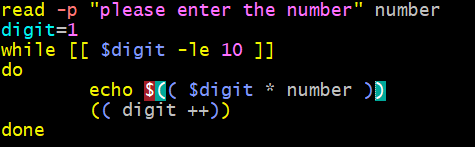 read -p "please enter the number" number
digit=1
while [[ $digit -le 10 ]]
do
        echo $(( $digit * number ))
        (( digit ++))
done